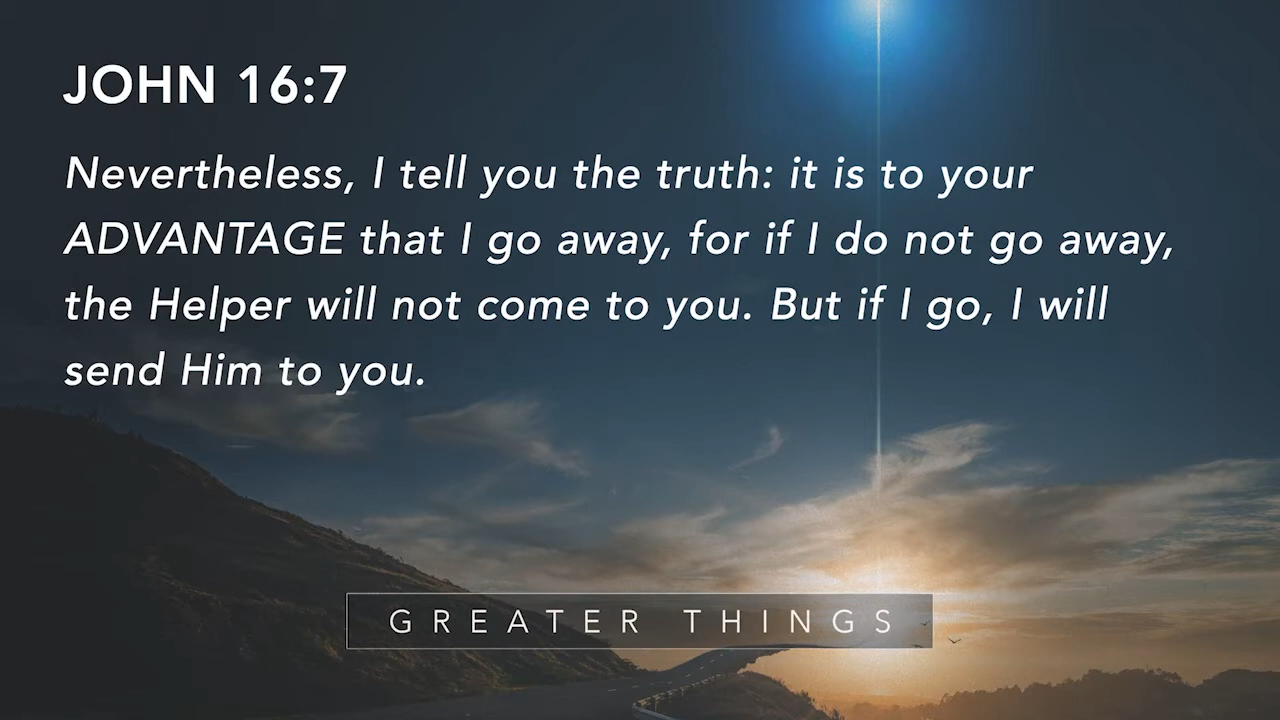 JOHN 16:7
Nevertheless, I tell you the truth: it is to your
ADVANTAGE that I go away, for if I do not go away,
the Helper will not come to you. But if I go, I will
send Him to you.
GREATER THINGS